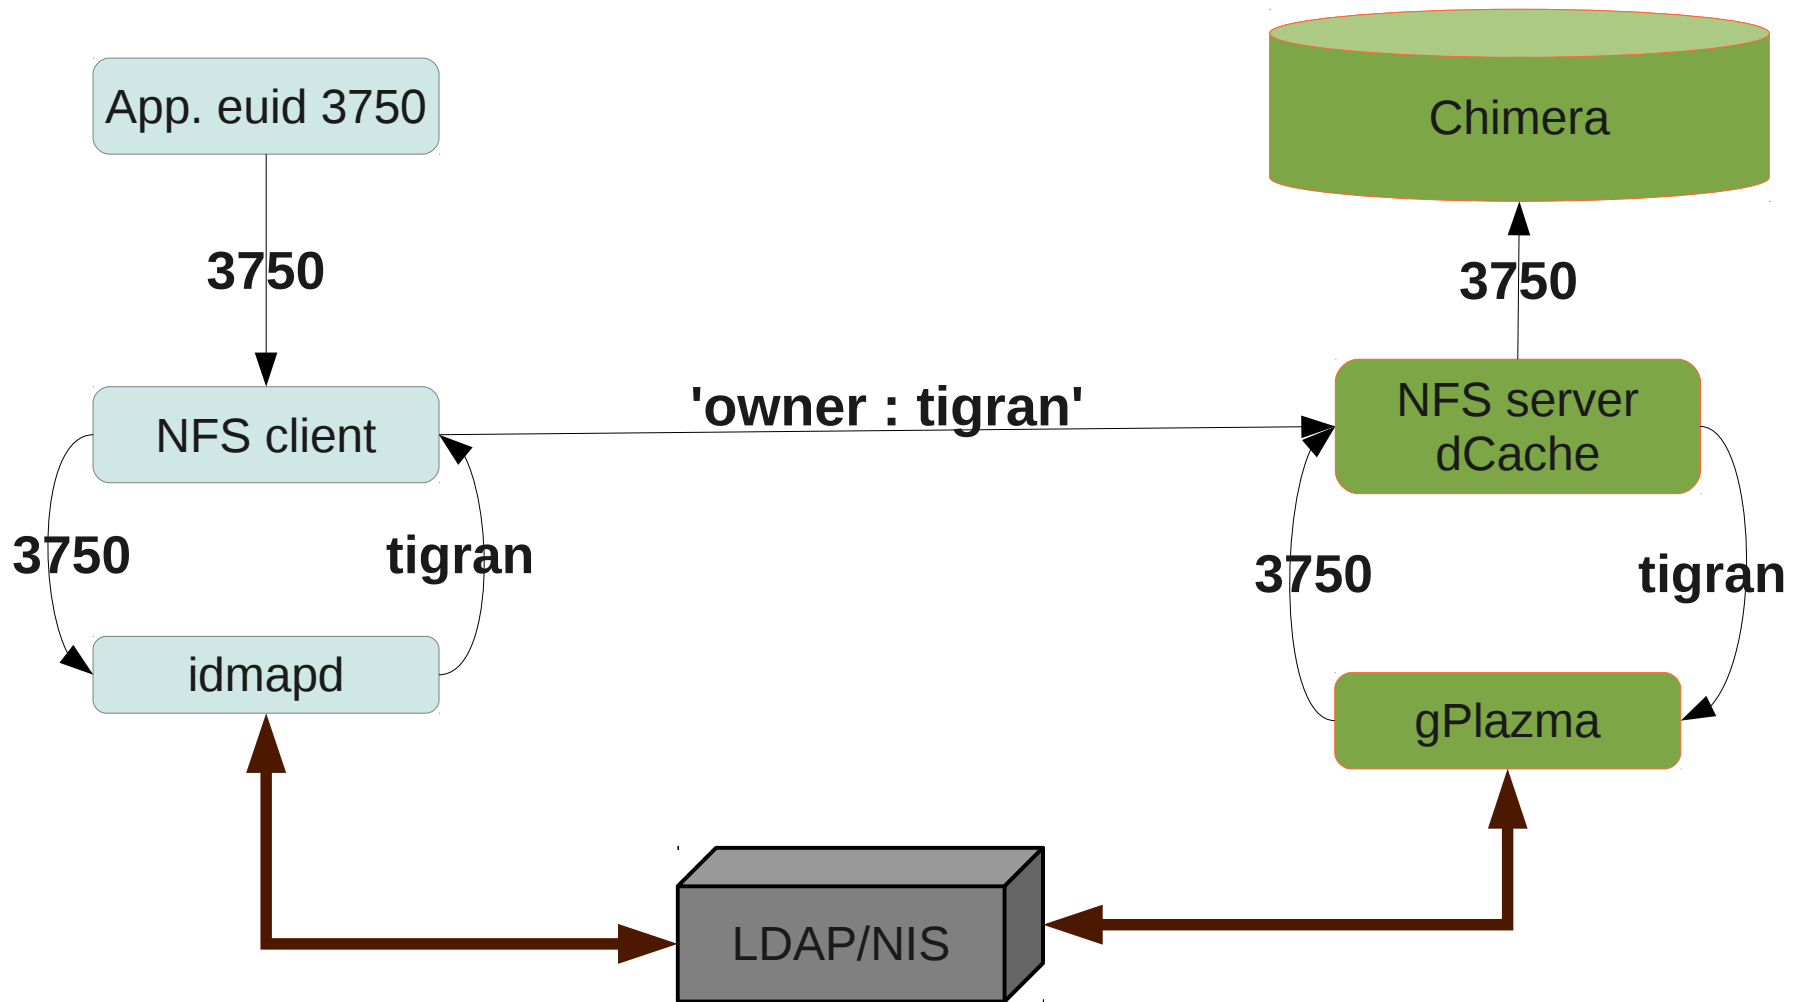 App. euid 3750
Chimera
3750
3750
'owner : tigran'
NFS client
NFS server
dCache
3750
tigran
3750
tigran
idmapd
gPlazma
LDAP/NIS